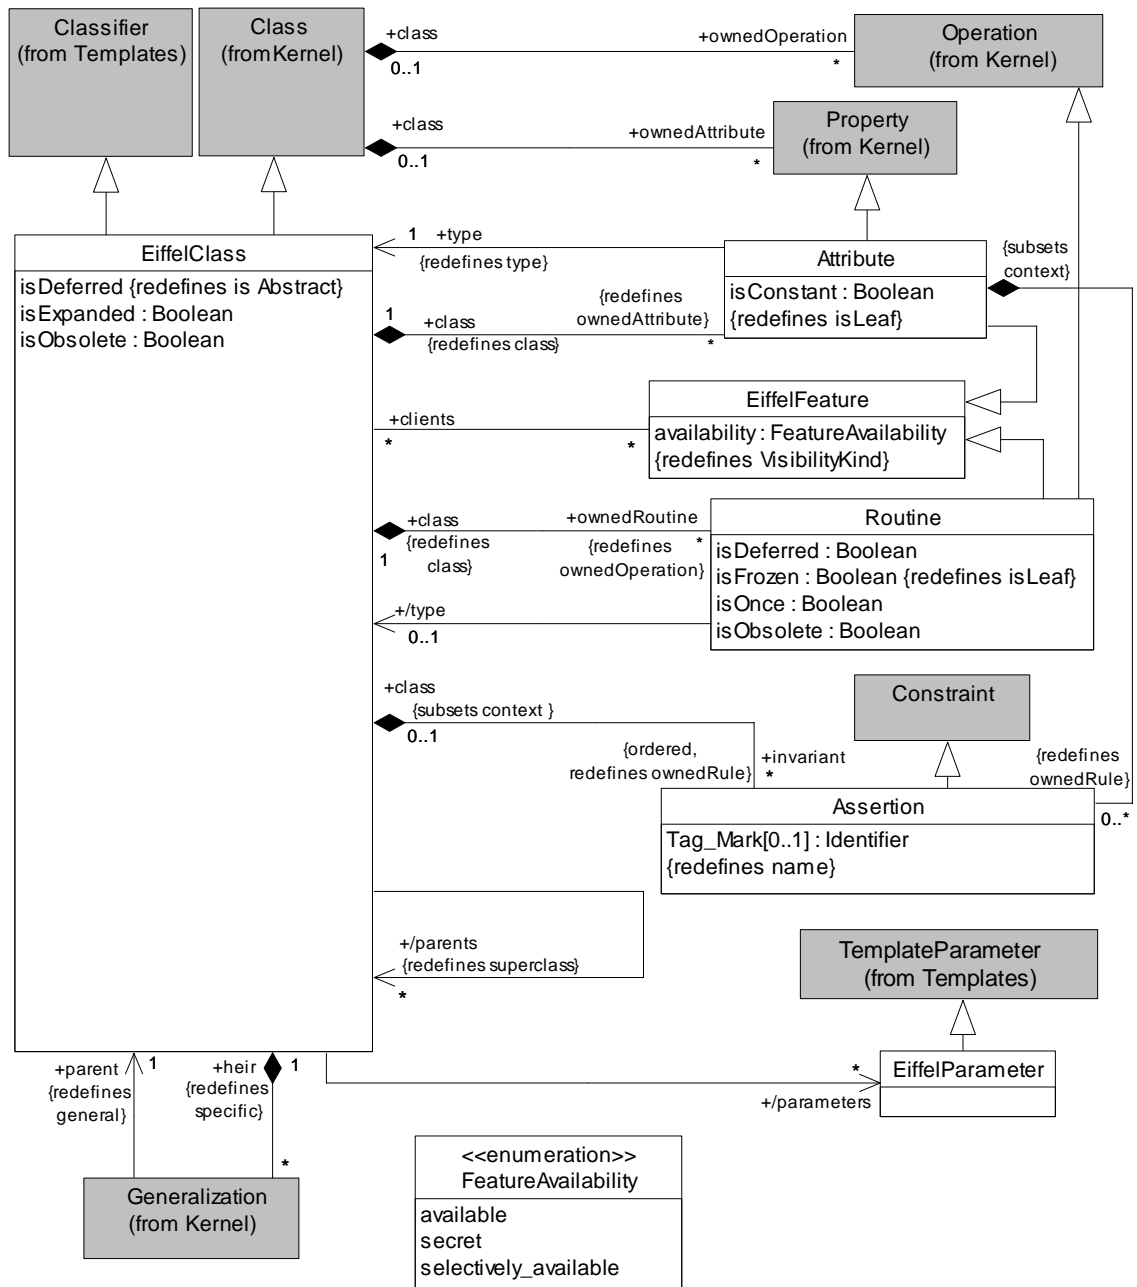 Classifier
(from Templates)
Class
(fromKernel)
+class
0..1
+ownedOperation
*
Operation
(from Kernel)
+class
0..1
+ownedAttribute
*
Property
(from Kernel)
EiffelClass
isDeferred {redefines is Abstract}
isExpanded : Boolean
isObsolete : Boolean
1
+type
{redefines type}
Attribute
isConstant : Boolean
{redefines isLeaf}
{subsets
context}
1
+class
{redefines class}
{redefines
ownedAttribute}
*
EiffelFeature
availability : FeatureAvailability
{redefines VisibilityKind}
+clients
*
*
+class
{redefines
class}
1
+ownedRoutine
*
{redefines
ownedOperation}
Routine
isDeferred : Boolean
isFrozen : Boolean {redefines isLeaf}
isOnce : Boolean
isObsolete : Boolean
+/type
0..1
+class
{subsets context }
0..1
{ordered,
redefines ownedRule}
+invariant
*
Constraint
{redefines
ownedRule}
0..*
Assertion
Tag_Mark[0..1] : Identifier
{redefines name}
+/parents
{redefines superclass}
*
TemplateParameter
(from Templates)
EiffelParameter
*
+/parameters
+parent
{redefines
general}
1
+heir
{redefines
specific}
1
*
Generalization
(from Kernel)
<<enumeration>>
FeatureAvailability
available
secret
selectively_available